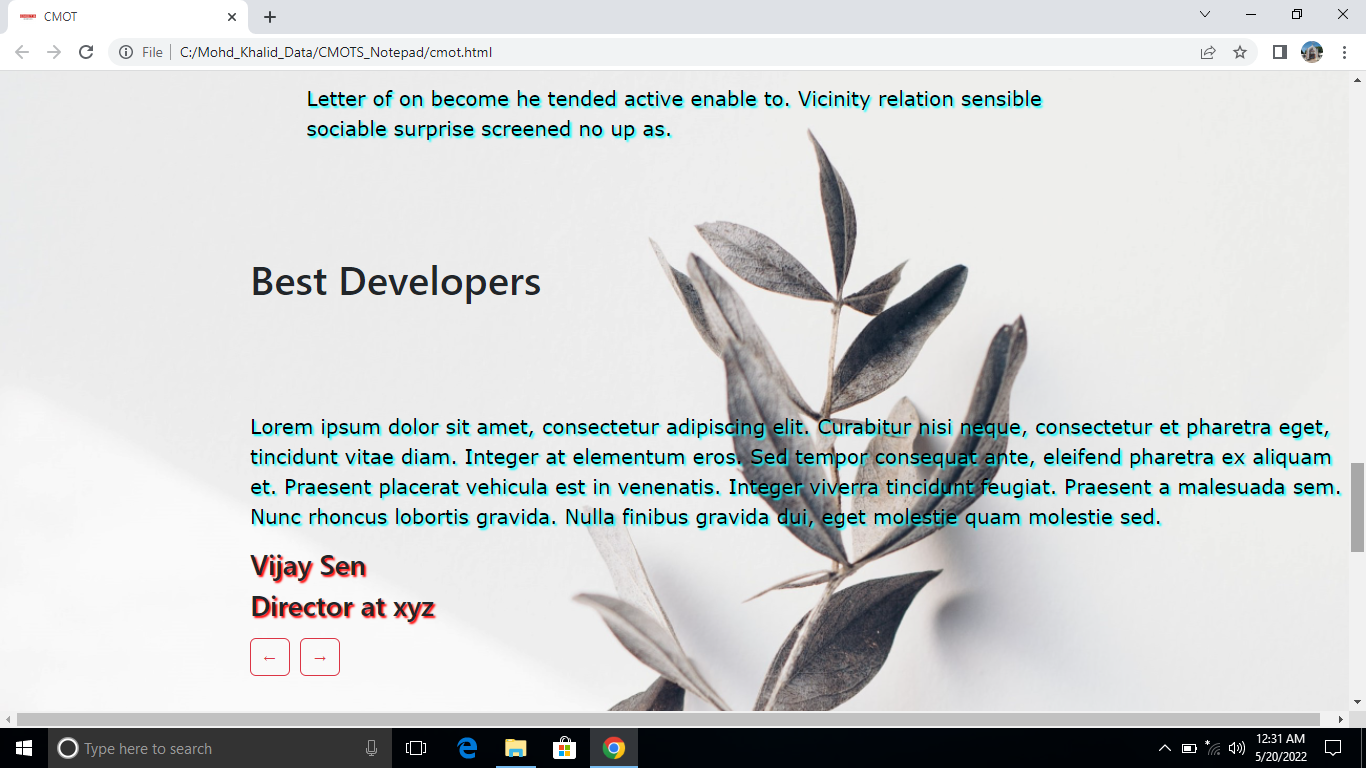 CMOT
File
C:/Mohd_Khalid_Data/CMOTS_Notepad/cmot.html
Letter of on become he tended active enable to. Vicinity relation sensible
sociable surprise screened no up as.
Best Developers
Lorem ipsum dolor sit amet, consectetur adipiscing elit. Curabitur nisi neque, consectetur et pharetra eget,
tincidunt vitae diam. Integer at elementum eros. Sed tempor consequat ante, eleifend pharetra ex aliquam
et. Praesent placerat vehicula est in venenatis. Integer viverra tincidunt feugiat. Praesent a malesuada sem.
Nunc rhoncus lobortis gravida. Nulla finibus gravida dui, eget molestie quam molestie sed.
Vijay Sen
Director at xyz
← →
Type here to search
12:31 AM
5/20/2022